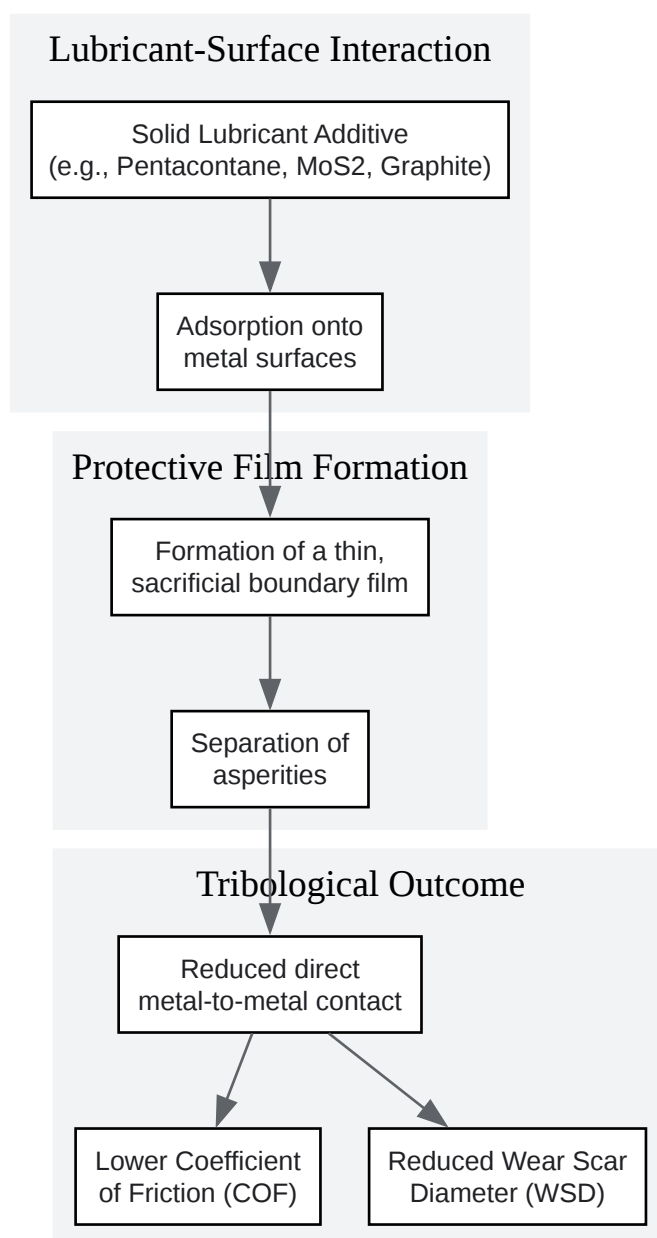 Lubricant-Surface Interaction
Solid Lubricant Additive
(e.g., Pentacontane, MoS2, Graphite)
Adsorption onto
metal surfaces
Protective Film Formation
Formation of a thin,
sacrificial boundary film
Separation of
asperities
Tribological Outcome
Reduced direct
metal-to-metal contact
Lower Coefficient
of Friction (COF)
Reduced Wear Scar
Diameter (WSD)